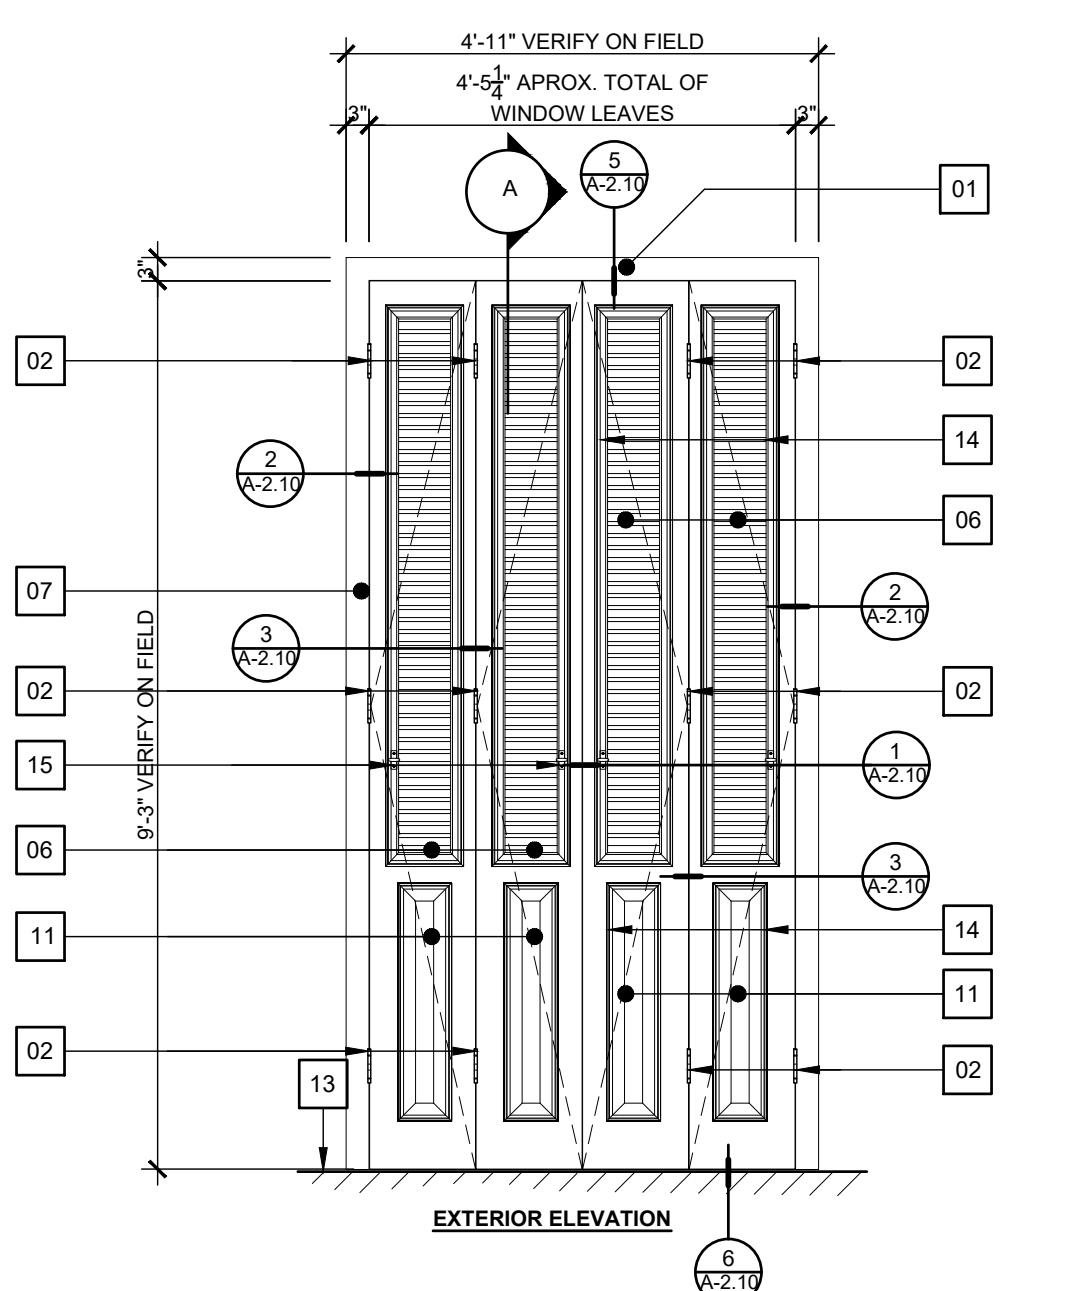 4'-11" VERIFY ON FIELD
4'-5 1/4" APROX. TOTAL OF
WINDOW LEAVES
3"
3"
A
5
A-2.10
01
3"
02
02
14
2
A-2.10
06
07
2
A-2.10
3
A-2.10
9'-3" VERIFY ON FIELD
02
02
15
1
A-2.10
06
3
A-2.10
11
14
11
02
02
13
EXTERIOR ELEVATION
6
A-2.10